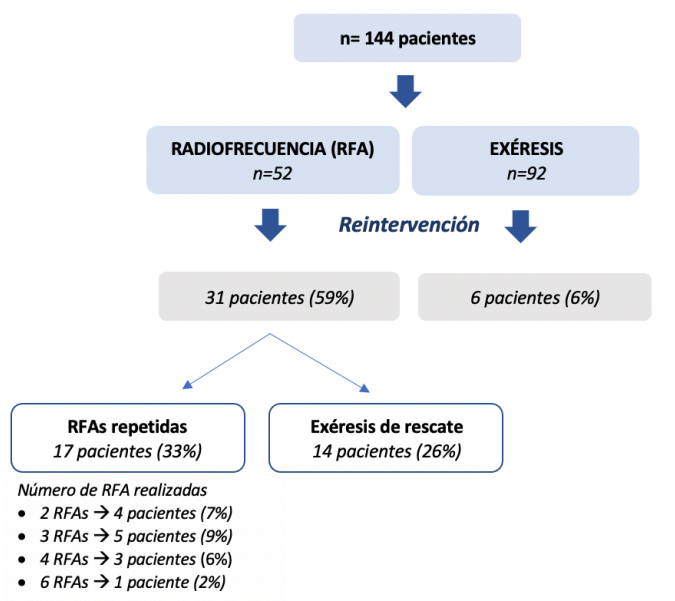 n= 144 pacientes
RADIOFRECUENCIA (RFA)
n=52
EXÉRESIS
n=92
Reintervención
31 pacientes (59%)
6 pacientes (6%)
RFAs repetidas
17 pacientes (33%)
Exéresis de rescate
14 pacientes (26%)
Número de RFA realizadas
• 2 RFAs → 4 pacientes (7%)
• 3 RFAs → 5 pacientes (9%)
• 4 RFAs → 3 pacientes (6%)
• 6 RFAs → 1 paciente (2%)